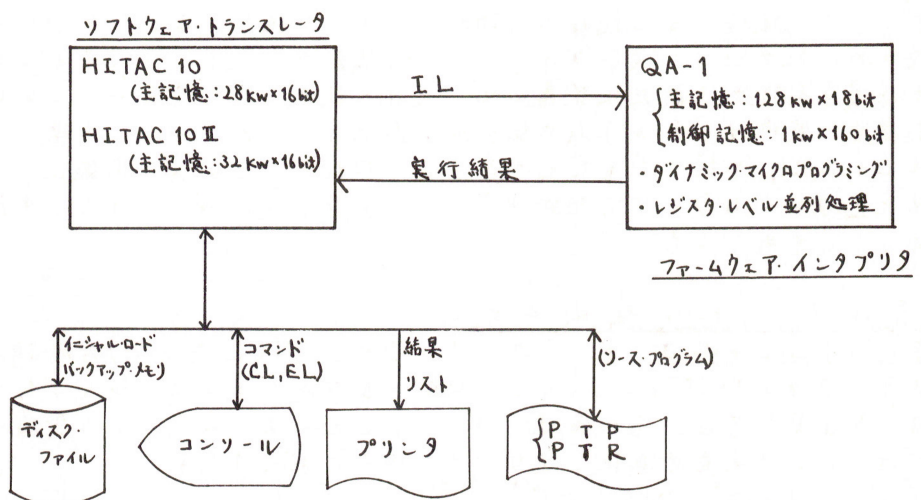 ソフトウェア・トランスレータ
HITAC 10
(主記憶:28kw×16bit)
HITAC 10Ⅱ
(主記憶:32kw×16bit)
IL
実行結果
QA-1
主記憶:128kw×18bit
制御記憶:1kw×160bit
・ダイナミック・マイクロプログラミング
・レジスタ・レベル並列処理
ファームウェア・インタプリタ
イニシャル・ロード
バックアップ・メモリ
コマンド
(CL,EL)
結果
リスト
(ソース・プログラム)
ディスク・
ファイル
コンソール
プリンタ
PTP
PTR